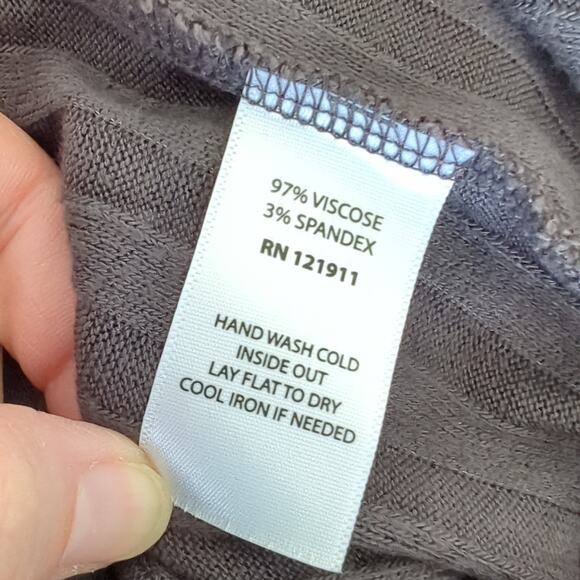 97% VISCOSE
3% SPANDEX
RN 121911
HAND WASH COLD
INSIDE OUT
LAY FLAT TO DRY
COOL IRON IF NEEDED